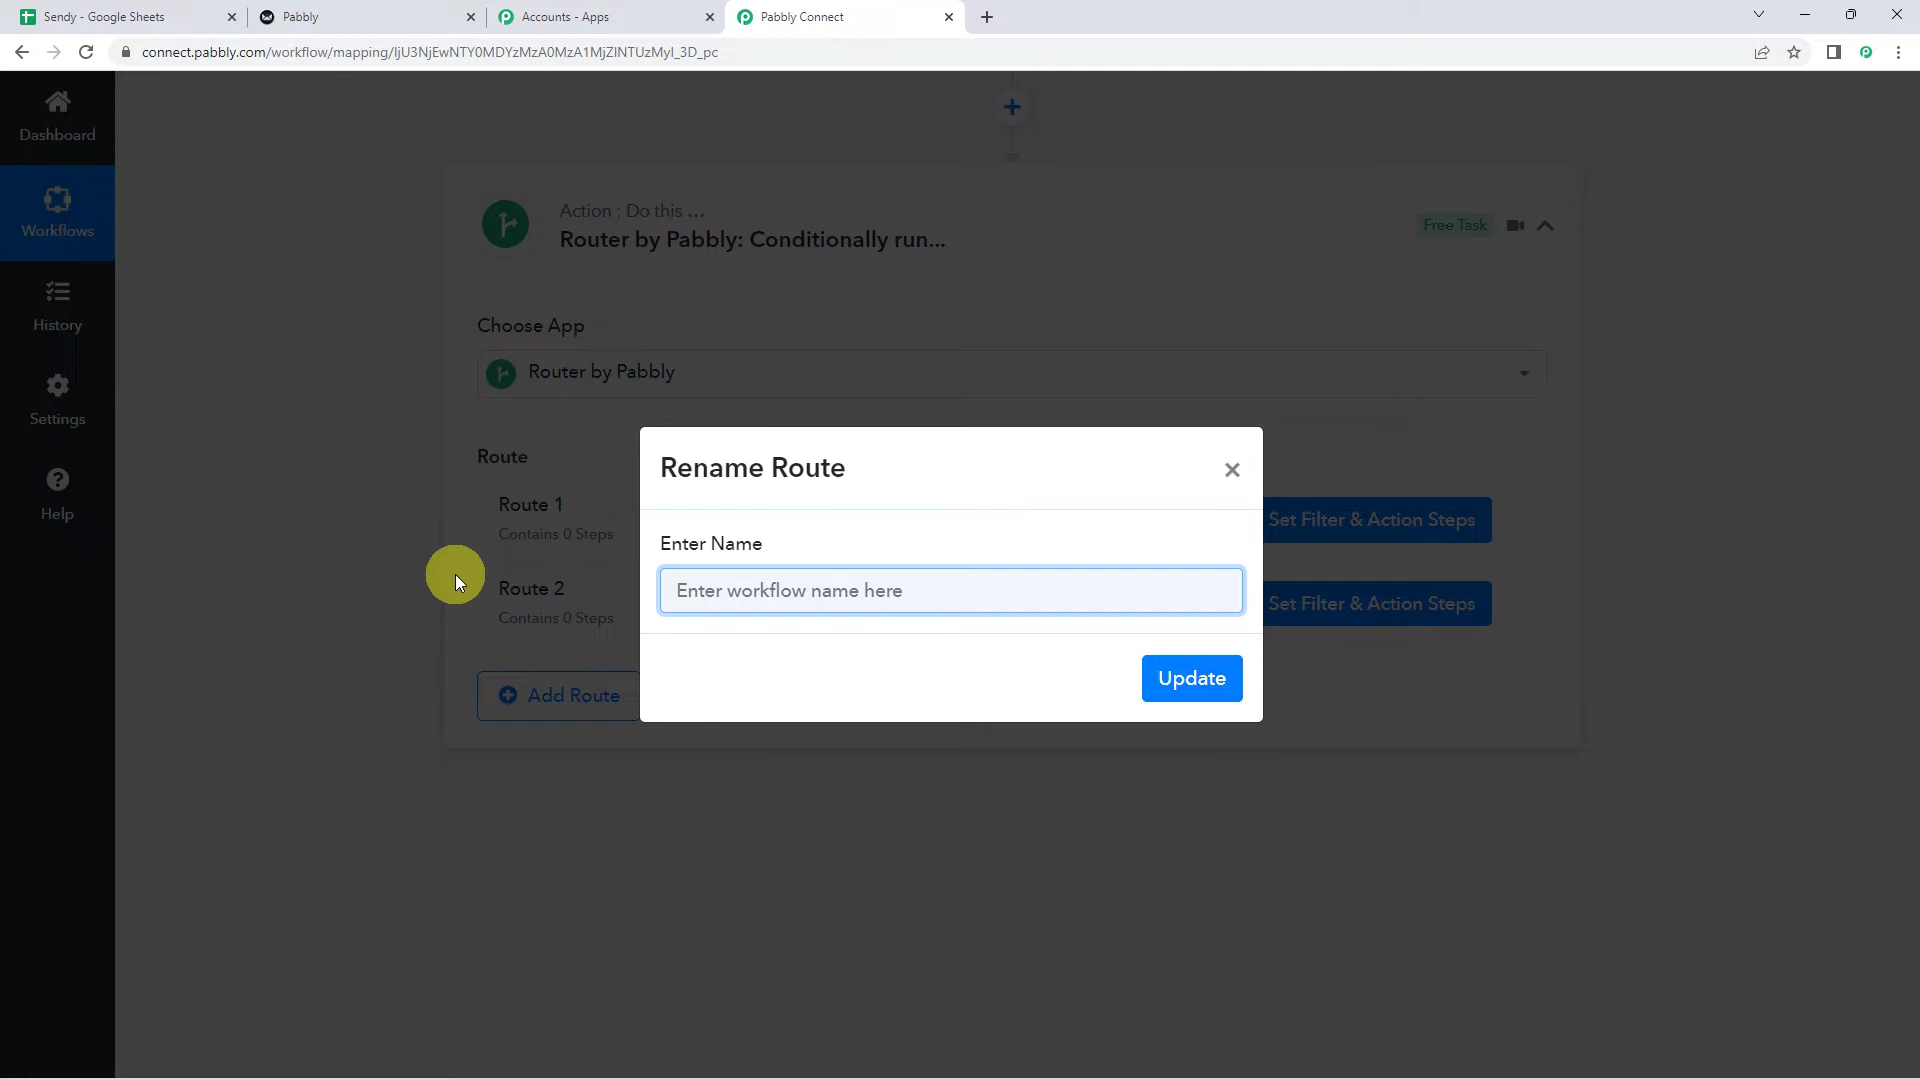 Sendy - Google Sheets
Pabbly
Accounts - Apps
Pabbly Connect
connect.pabbly.com/workflow/mapping/IjU3NjEwNTY0MDYzMzA0MzA1MjZlNTUzMyI_3D_pc
Dashboard
Workflows
History
Settings
Help
Action : Do this ...
Router by Pabbly: Conditionally run...
Free Task
Choose App
Router by Pabbly
Route
Route 1
Contains 0 Steps
Set Filter & Action Steps
Route 2
Contains 0 Steps
Set Filter & Action Steps
Add Route
Rename Route
Enter Name
Enter workflow name here
Update